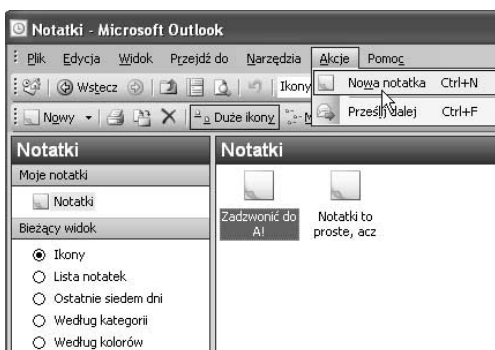 Notatki - Microsoft Outlook
Plik Edycja Widok Przejdź do Narzędzia Akcje Pomoc
Wstecz Ikony
Nowa notatka Ctrl+N
Nowy Duże ikony
Prześlij dalej Ctrl+F
Notatki
Moje notatki
Notatki
Bieżący widok
Ikony
Lista notatek
Ostatnie siedem dni
Według kategorii
Według kolorów
Notatki
Zadzwonić do
A!
Notatki to
proste, acz